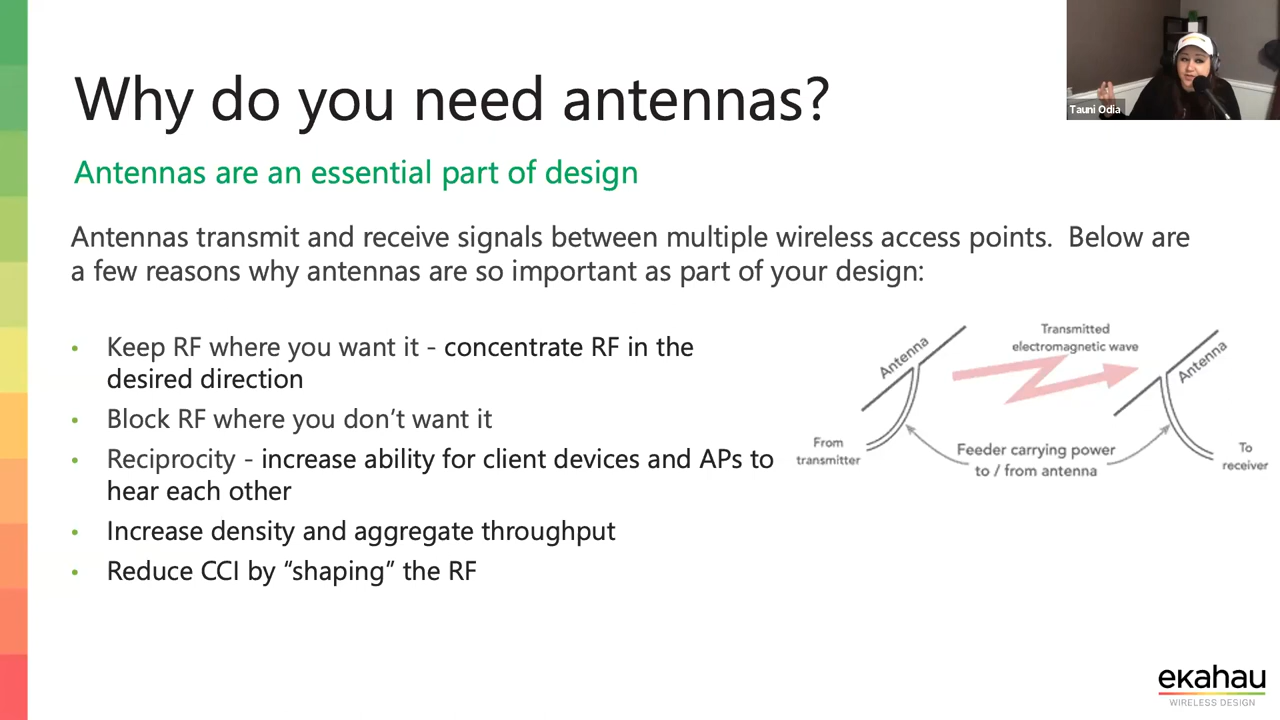 Why do you need antennas?
Tauni Odia
Antennas are an essential part of design
Antennas transmit and receive signals between multiple wireless access points.  Below are
a few reasons why antennas are so important as part of your design:
• Keep RF where you want it - concentrate RF in the
desired direction
• Block RF where you don’t want it
• Reciprocity - increase ability for client devices and APs to
hear each other
• Increase density and aggregate throughput
• Reduce CCI by “shaping” the RF
Transmitted
electromagnetic wave
Antenna
Antenna
From
transmitter
Feeder carrying power
to / from antenna
To
receiver
ekahau
WIRELESS DESIGN